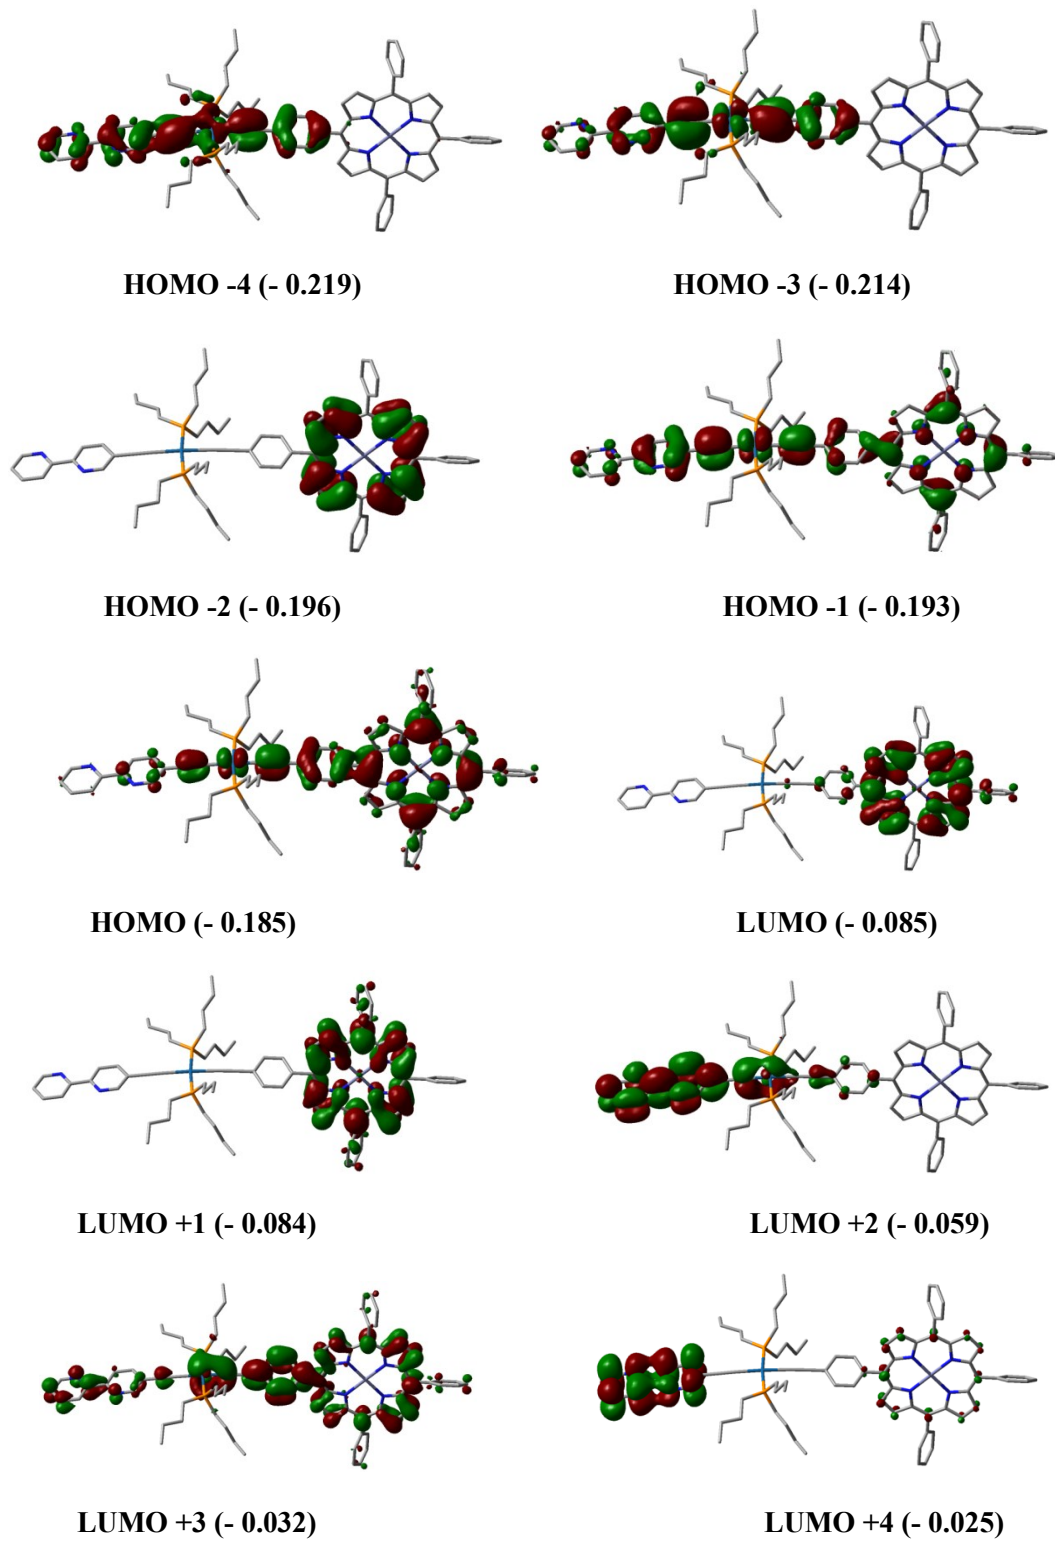 HOMO -4 (- 0.219)
HOMO -3 (- 0.214)
HOMO -2 (- 0.196)
HOMO -1 (- 0.193)
HOMO (- 0.185)
LUMO (- 0.085)
LUMO +1 (- 0.084)
LUMO +2 (- 0.059)
LUMO +3 (- 0.032)
LUMO +4 (- 0.025)